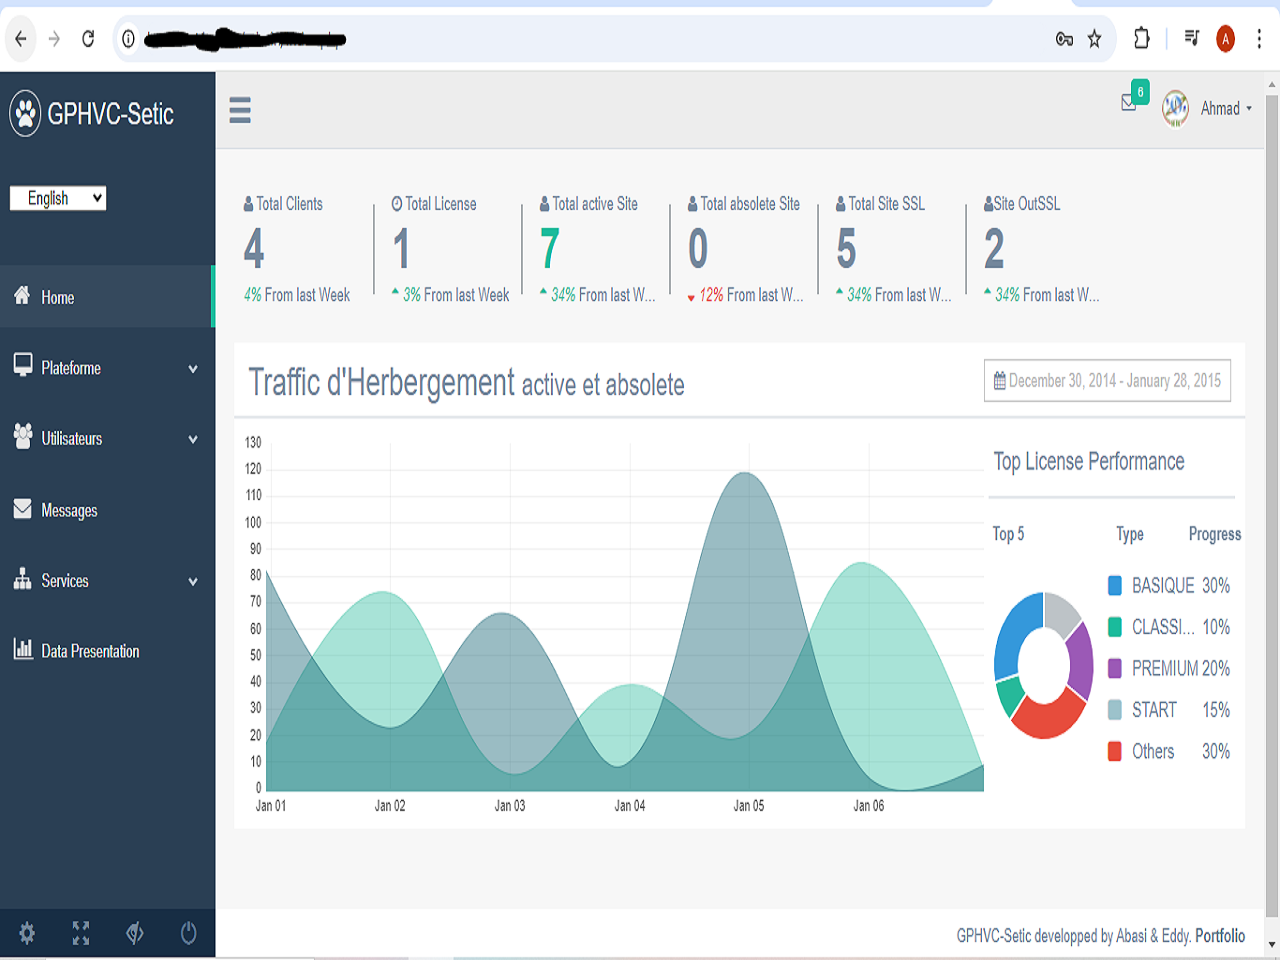 A
GPHVC-Setic
6
Ahmad
English
Total Clients
4
4% From last Week
Total License
1
3% From last Week
Total active Site
7
34% From last W...
Total absolete Site
0
12% From last W...
Total Site SSL
5
34% From last W...
Site OutSSL
2
34% From last W...
Home
Plateforme
Utilisateurs
Messages
Services
Data Presentation
Traffic d'Herbergement active et absolete
December 30, 2014 - January 28, 2015
130
120
110
100
90
80
70
60
50
40
30
20
10
0
Jan 01 Jan 02 Jan 03 Jan 04 Jan 05 Jan 06
Top License Performance
Top 5 Type Progress
BASIQUE 30%
CLASSI... 10%
PREMIUM 20%
START 15%
Others 30%
GPHVC-Setic developped by Abasi & Eddy. Portfolio